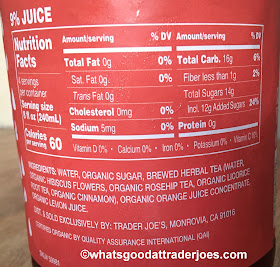 9% JUICE
Nutrition Facts
4 servings per container
Serving size
8 fl oz (240mL)
Calories per serving 60
Amount/serving % DV
Total Fat 0g 0%
Sat. Fat 0g 0%
Trans Fat 0g
Cholesterol 0mg 0%
Sodium 5mg 0%
Amount/serving % DV
Total Carb. 16g 6%
Fiber less than 1g 2%
Total Sugars 14g
Incl. 12g Added Sugars 24%
Protein 0g
Vitamin D 0% • Calcium 0% • Iron 0% • Potassium 0% • Vitamin C
INGREDIENTS: WATER, ORGANIC SUGAR, BREWED HERBAL TEA (WATER,
ORGANIC HIBISCUS FLOWERS, ORGANIC ROSEHIP TEA, ORGANIC LICORICE
ROOT TEA, ORGANIC CINNAMON), ORGANIC ORANGE JUICE CONCENTRATE,
ORGANIC LEMON JUICE.
DIST. & SOLD EXCLUSIVELY BY: TRADER JOE'S, MONROVIA, CA 91016
CERTIFIED ORGANIC BY QUALITY ASSURANCE INTERNATIONAL (QAI)
SKU#
@whatsgoodattraderjoes.com